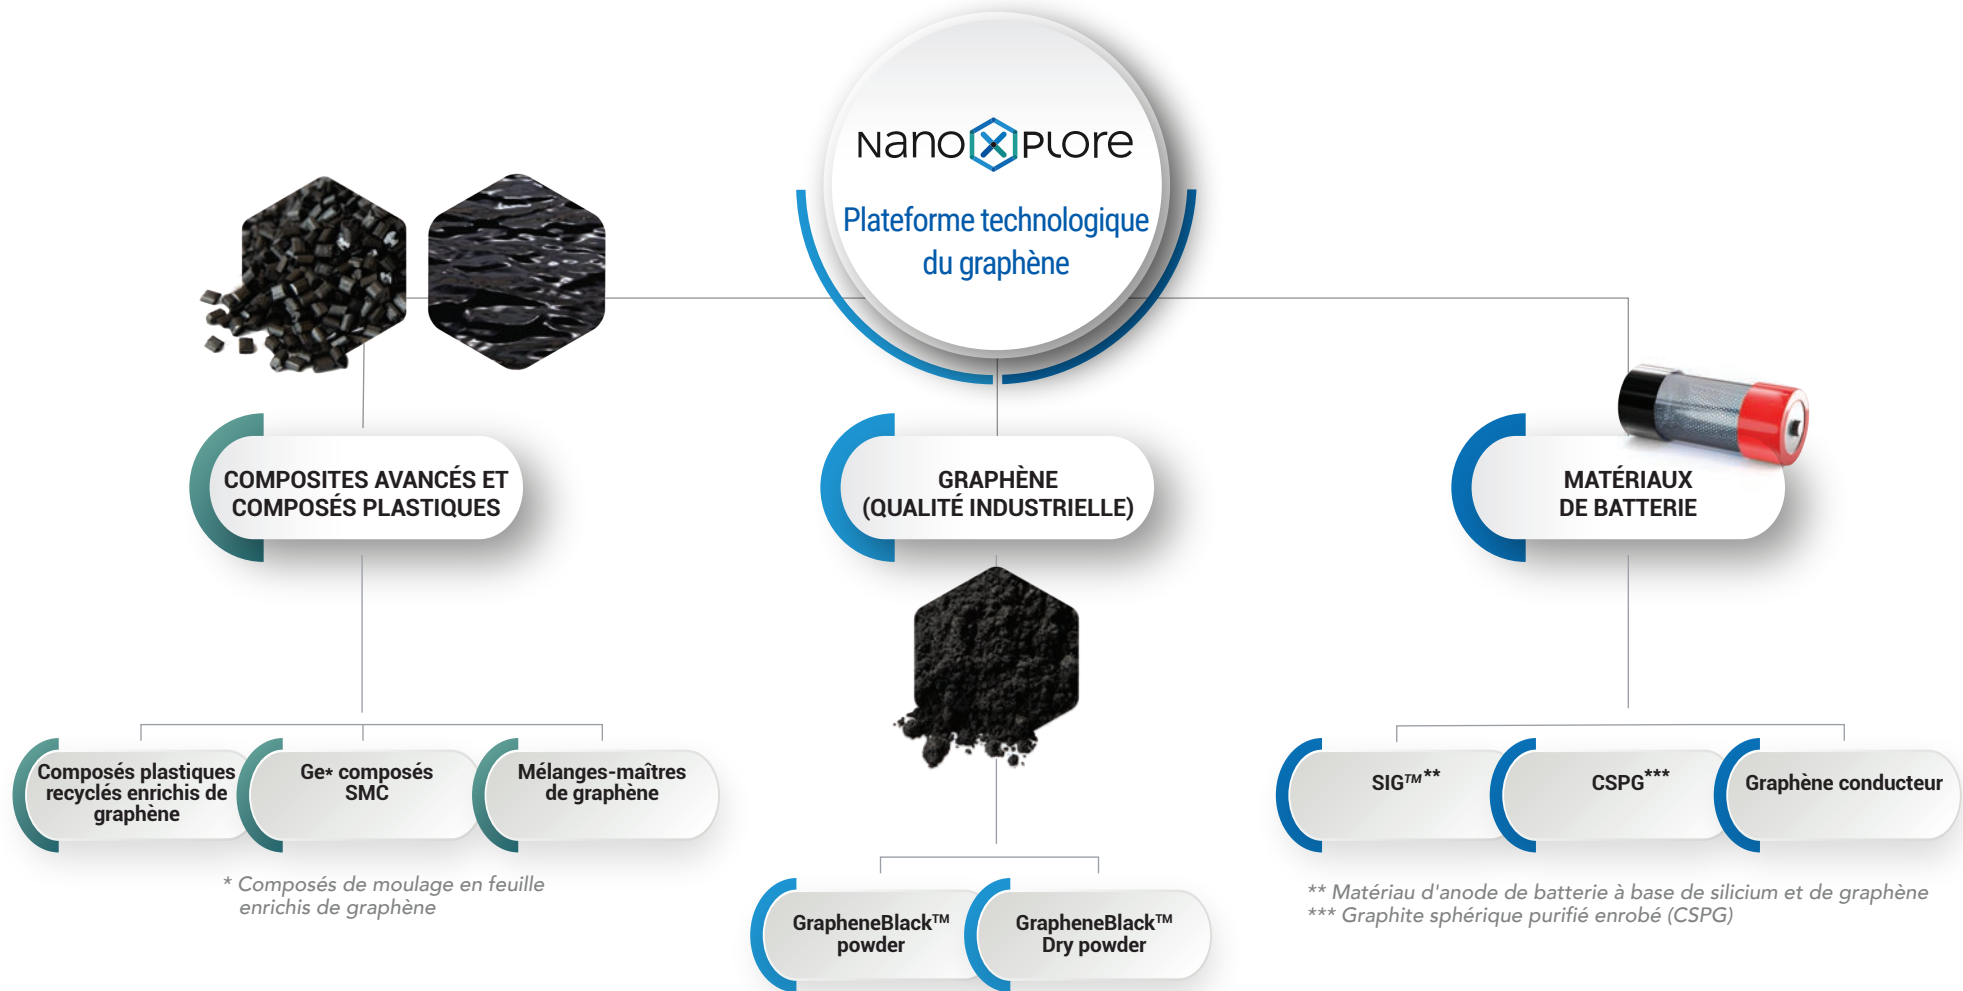 NanoXplore
Plateforme technologique
du graphène
COMPOSITES AVANCÉS ET
COMPOSÉS PLASTIQUES
GRAPHÈNE
(QUALITÉ INDUSTRIELLE)
MATÉRIAUX
DE BATTERIE
Composés plastiques
recyclés enrichis de
graphène
Ge* composés
SMC
Mélanges-maîtres
de graphène
* Composés de moulage en feuille
enrichis de graphène
GrapheneBlack™
powder
GrapheneBlack™
Dry powder
SIG™**
CSPG***
Graphène conducteur
** Matériau d'anode de batterie à base de silicium et de graphène
*** Graphite sphérique purifié enrobé (CSPG)